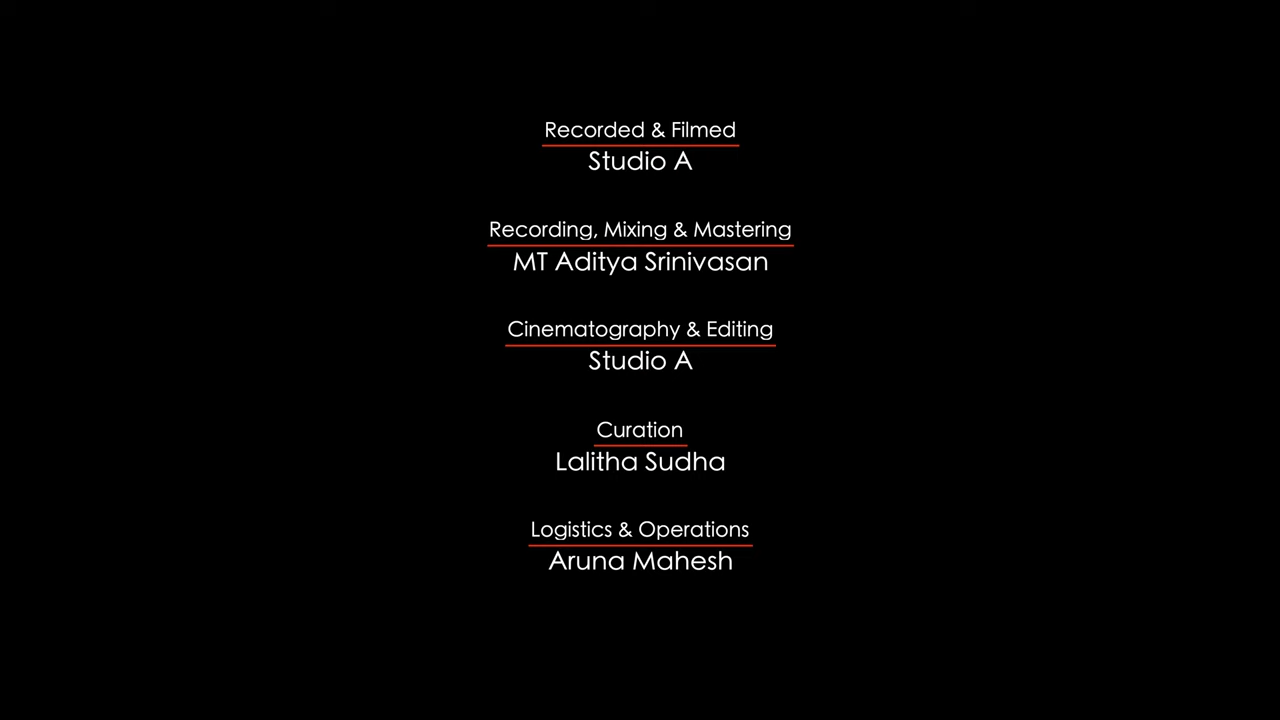 Recorded & Filmed
Studio A
Recording, Mixing & Mastering
MT Aditya Srinivasan
Cinematography & Editing
Studio A
Curation
Lalitha Sudha
Logistics & Operations
Aruna Mahesh